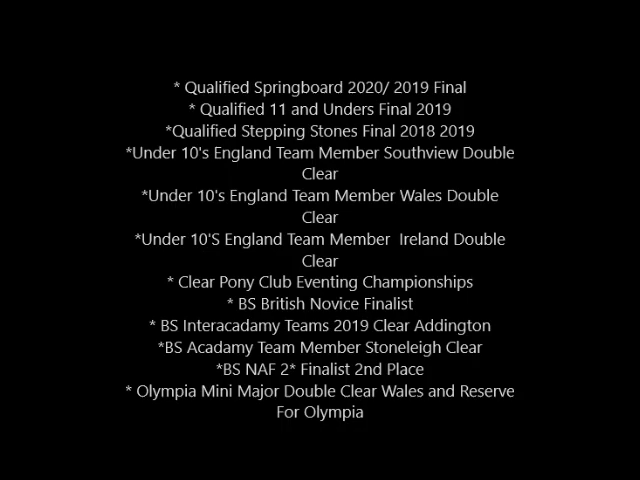 * Qualified Springboard 2020/ 2019 Final
* Qualified 11 and Unders Final 2019
*Qualified Stepping Stones Final 2018 2019
*Under 10's England Team Member Southview Double
Clear
*Under 10's England Team Member Wales Double
Clear
*Under 10'S England Team Member  Ireland Double
Clear
* Clear Pony Club Eventing Championships
* BS British Novice Finalist
* BS Interacadamy Teams 2019 Clear Addington
*BS Acadamy Team Member Stoneleigh Clear
*BS NAF 2* Finalist 2nd Place
* Olympia Mini Major Double Clear Wales and Reserve
For Olympia